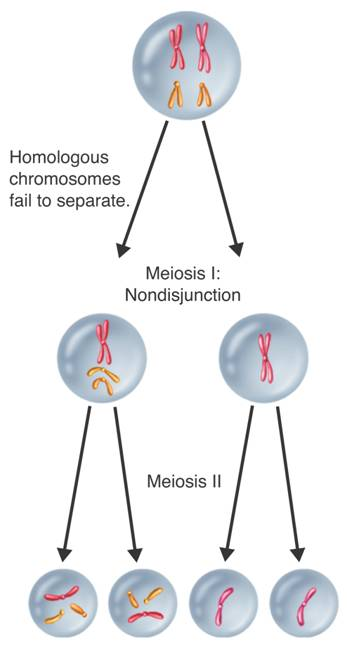 Homologous
chromosomes
fail to separate.
Meiosis I:
Nondisjunction
Meiosis II